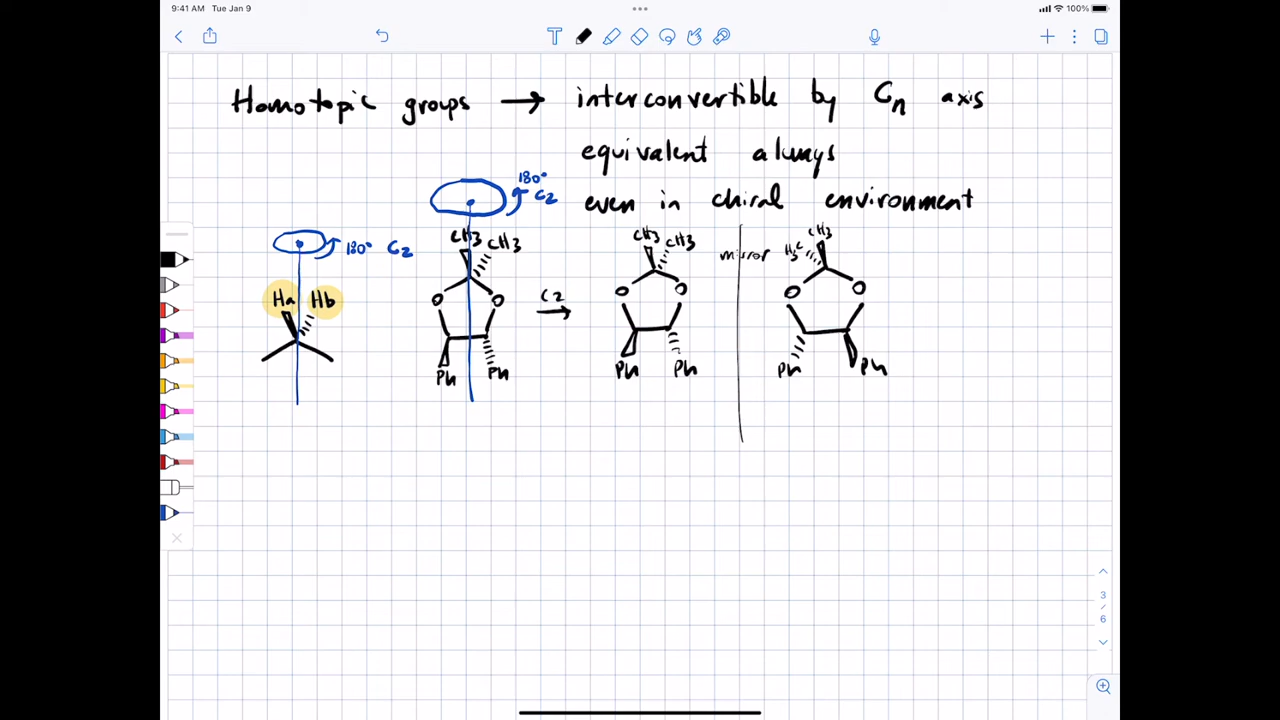 9:41 AM Tue Jan 9
100%
Homotopic groups → interconvertible by Cn axis
equivalent always
even in chiral environment
180° C2
180° C2
Ha Hb
CH3 CH3
O O
Ph Ph
C2
CH3 CH3
O O
Ph Ph
mirror
H3C CH3
O O
Ph Ph
3
/
6